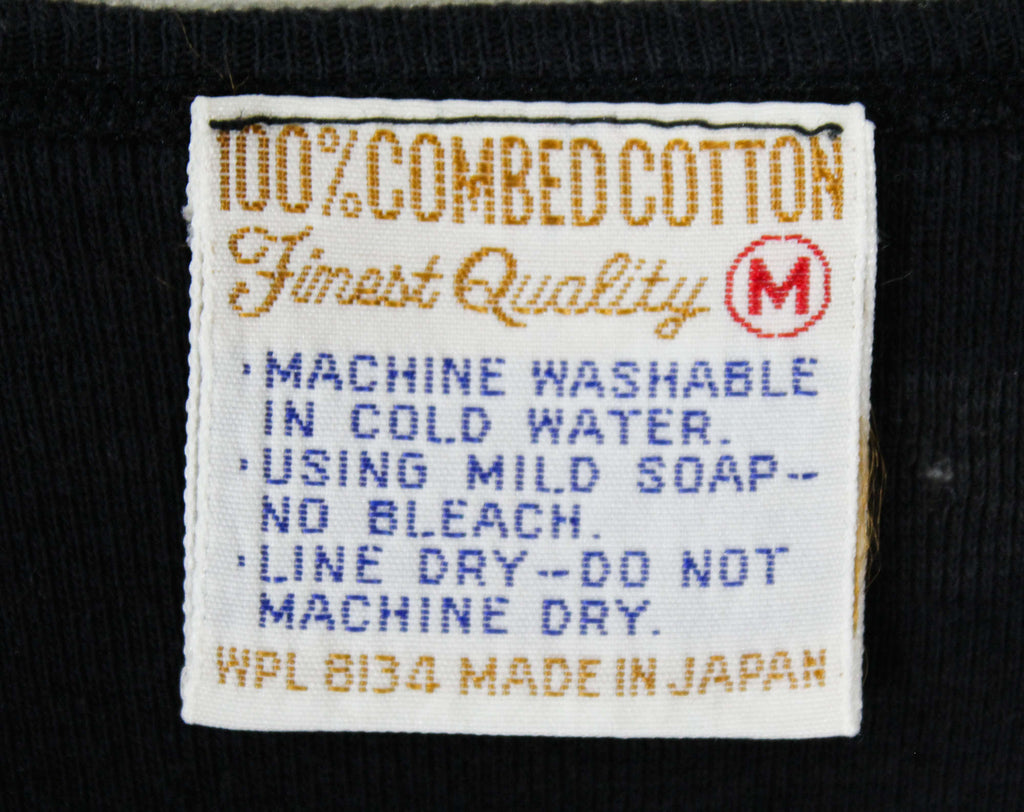 100% COMBED COTTON
Finest Quality M
· MACHINE WASHABLE
IN COLD WATER.
· USING MILD SOAP--
NO BLEACH.
· LINE DRY--DO NOT
MACHINE DRY.
WPL 8134 MADE IN JAPAN